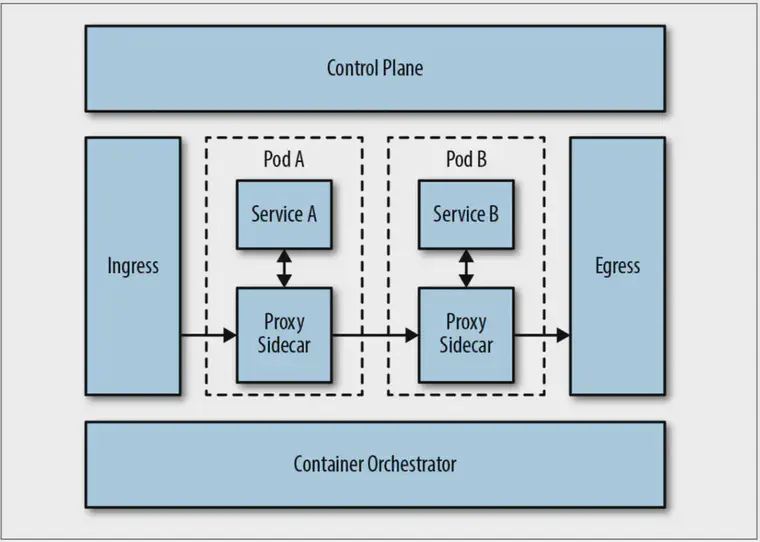 Control Plane
Pod A
Pod B
Service A
Service B
Ingress
Egress
Proxy
Sidecar
Proxy
Sidecar
Container Orchestrator